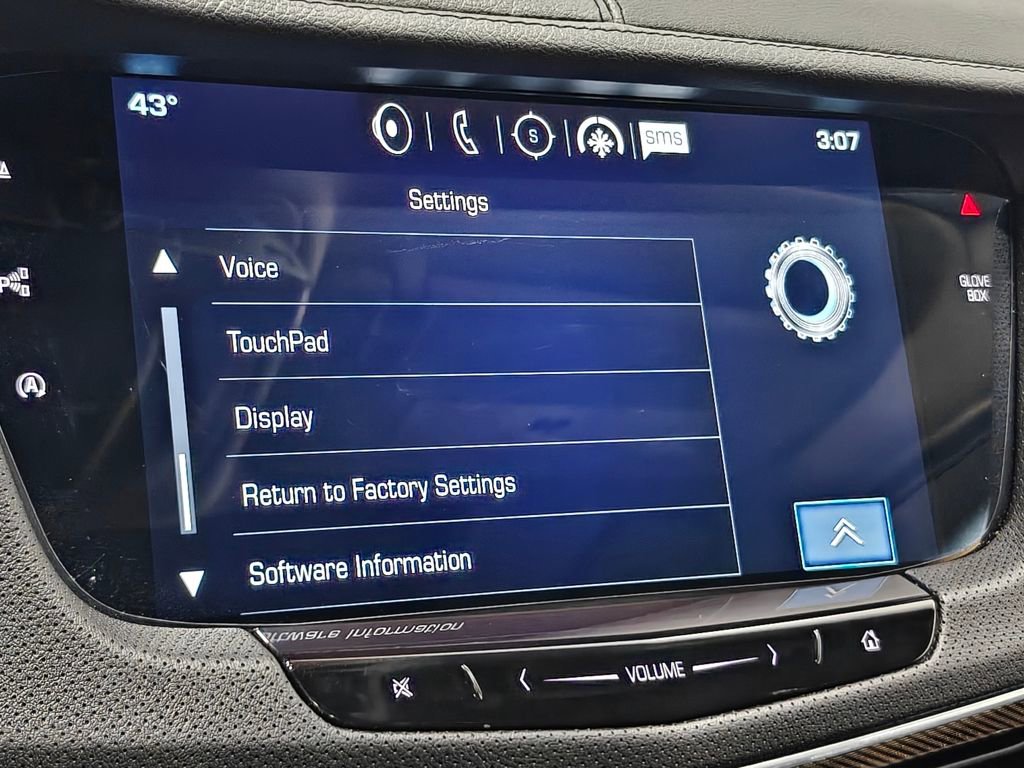 43°
S
sms
3:07
Settings
Voice
TouchPad
Display
Return to Factory Settings
Software Information
GLOVE
BOX
P
A
VOLUME